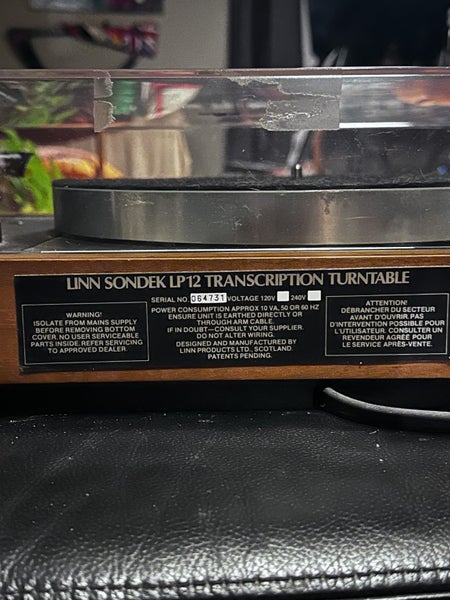 LINN SONDEK LP12 TRANSCRIPTION TURNTABLE
SERIAL NO. 064731 VOLTAGE 120V 240V
WARNING!
ISOLATE FROM MAINS SUPPLY
BEFORE REMOVING BOTTOM
COVER. NO USER SERVICEABLE
PARTS INSIDE. REFER SERVICING
TO APPROVED DEALER.
POWER CONSUMPTION APPROX 10 VA, 50 OR 60 HZ
ENSURE UNIT IS EARTHED DIRECTLY OR
THROUGH ARM CABLE.
IF IN DOUBT—CONSULT YOUR SUPPLIER.
DO NOT ALTER WIRING.
DESIGNED AND MANUFACTURED BY
LINN PRODUCTS LTD., SCOTLAND.
PATENTS PENDING.
ATTENTION!
DÉBRANCHER DU SECTEUR
AVANT D'OUVRIR PAS
D'INTERVENTION POSSIBLE POUR
L'UTILISATEUR. CONSULTER UN
REVENDEUR AGRÉÉ POUR
LE SERVICE APRÈS-VENTE.